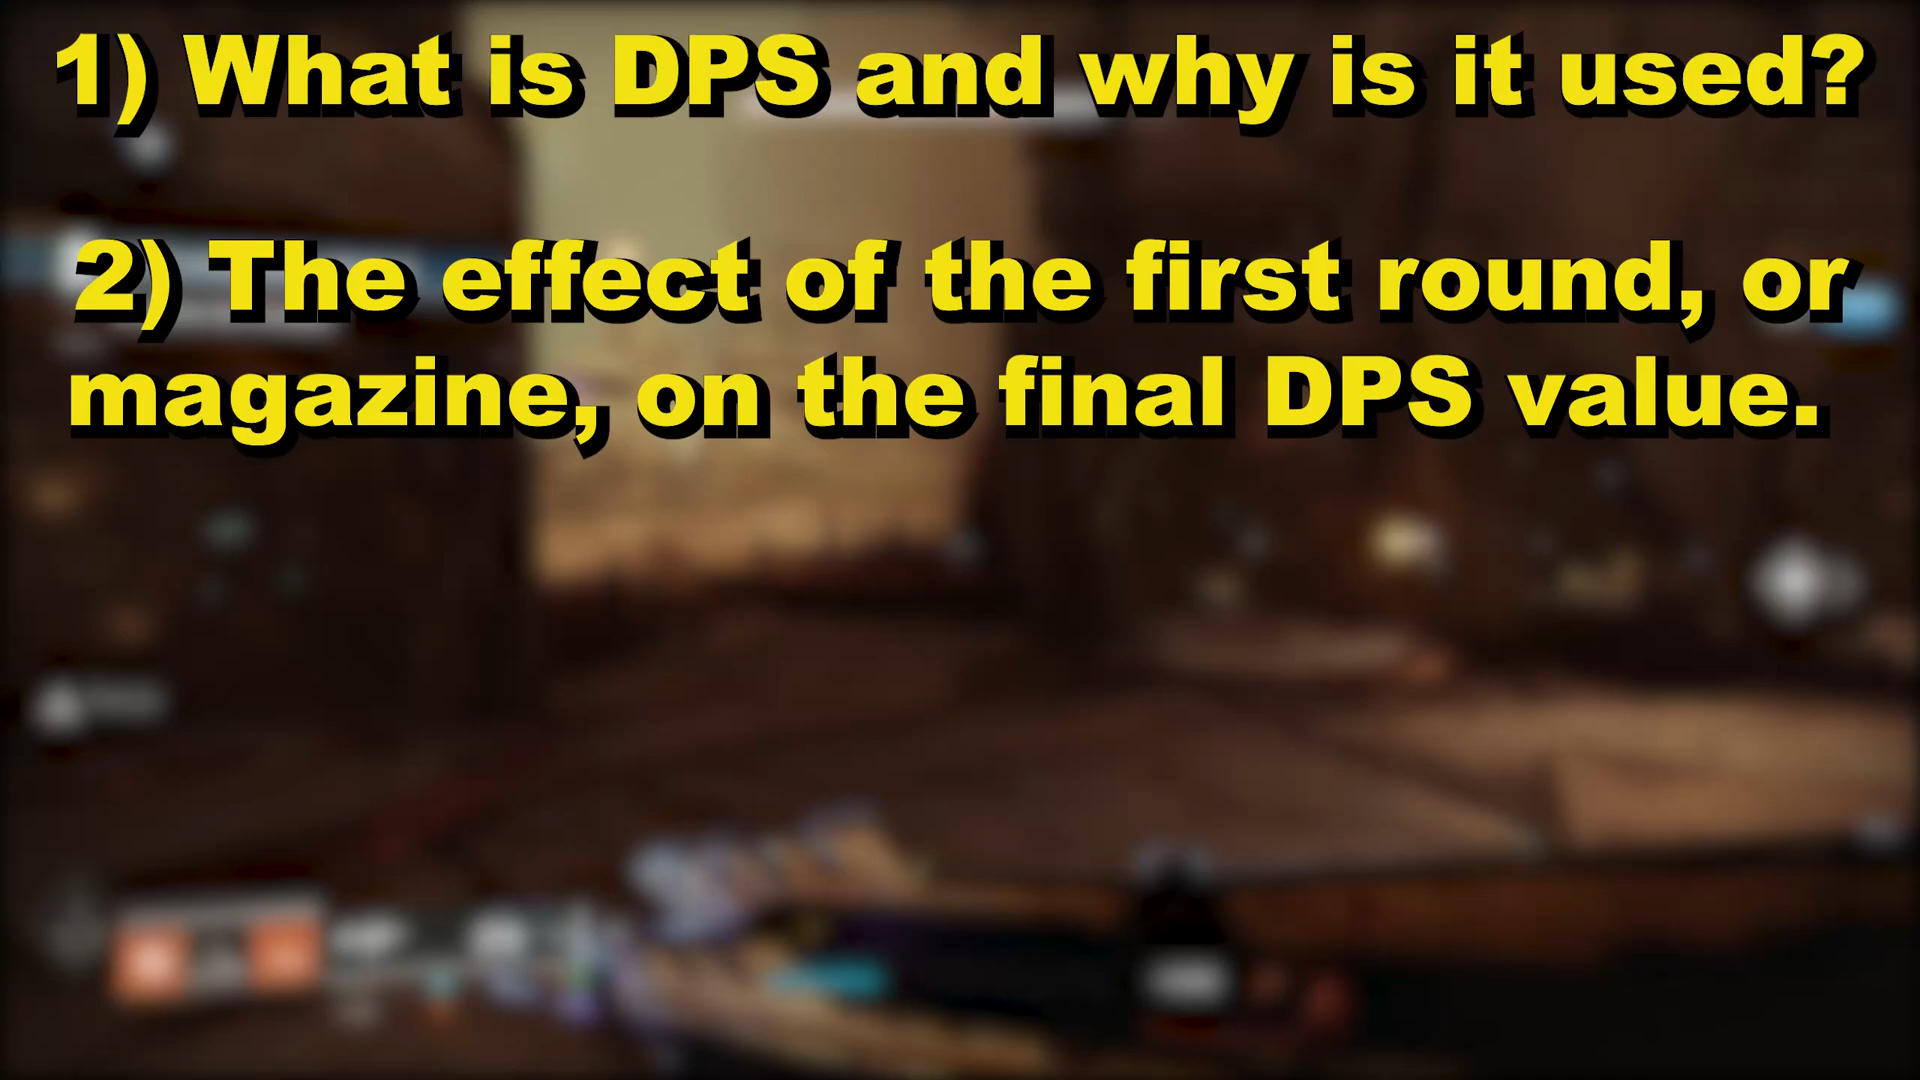 1) What is DPS and why is it used?
2) The effect of the first round, or
magazine, on the final DPS value.